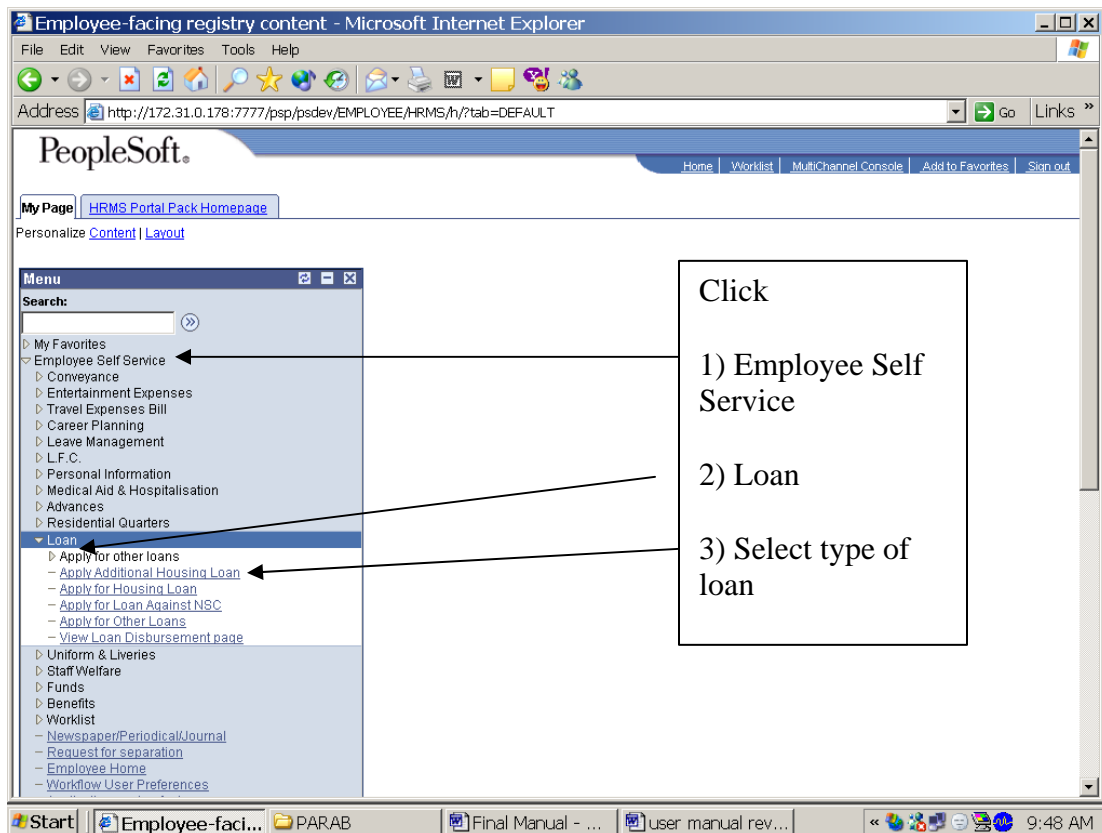 Employee-facing registry content - Microsoft Internet Explorer
File Edit View Favorites Tools Help
Address http://172.31.0.178:7777/psp/psdev/EMPLOYEE/HRMS/h/?tab=DEFAULT Go Links »
PeopleSoft®
Home | Worklist | MultiChannel Console | Add to Favorites | Sign out
My Page HRMS Portal Pack Homepage
Personalize Content | Layout
Menu
Search:
My Favorites
Employee Self Service
Conveyance
Entertainment Expenses
Travel Expenses Bill
Career Planning
Leave Management
L.F.C.
Personal Information
Medical Aid & Hospitalisation
Advances
Residential Quarters
Loan
Apply for other loans
– Apply Additional Housing Loan
– Apply for Housing Loan
– Apply for Loan Against NSC
– Apply for Other Loans
– View Loan Disbursement page
Uniform & Liveries
Staff Welfare
Funds
Benefits
Worklist
– Newspaper/Periodical/Journal
– Request for separation
– Employee Home
– Workflow User Preferences
Click
1) Employee Self
Service
2) Loan
3) Select type of
loan
Start Employee-faci... PARAB Final Manual - ... user manual rev... « 9:48 AM